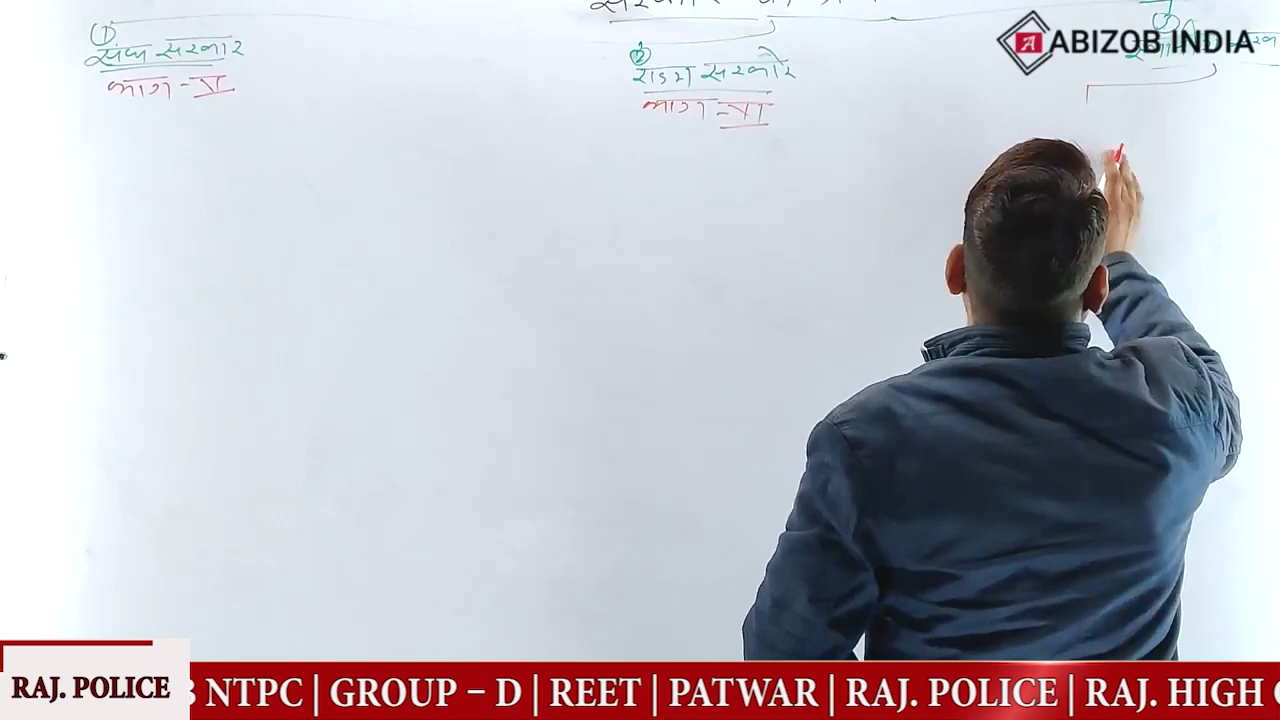 ABIZOB INDIA
①
संघ सरकार
भाग - V
②
राज्य सरकारे
भाग - VI
RAJ. POLICE
NTPC | GROUP – D | REET | PATWAR | RAJ. POLICE | RAJ. HIGH